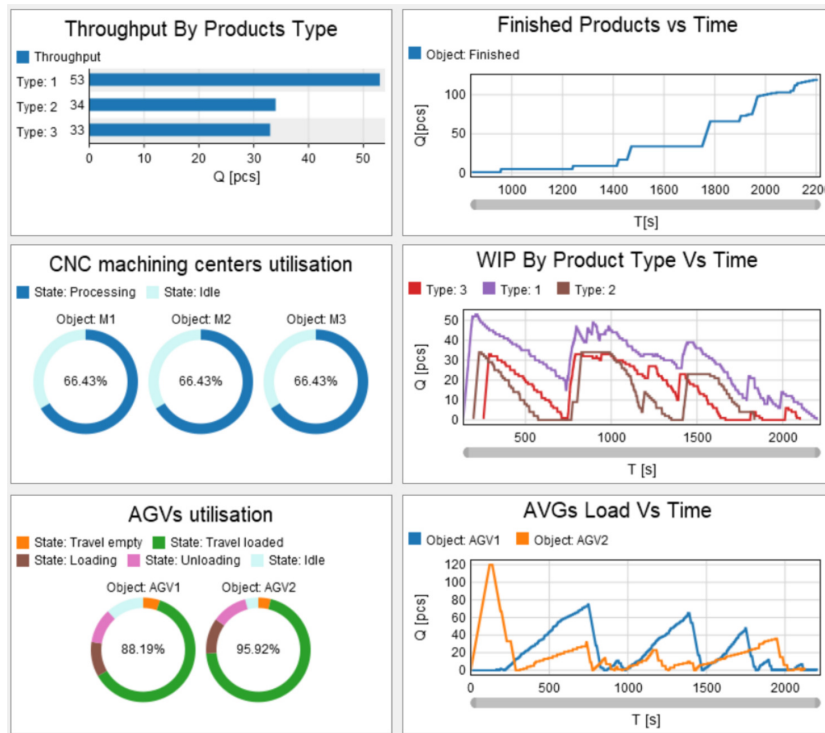 Throughput By Products Type
Throughput
Type: 1 53
Type: 2 34
Type: 3 33
0 10 20 30 40 50
Q [pcs]
Finished Products vs Time
Object: Finished
Q[pcs]
100
50
0
1000 1200 1400 1600 1800 2000 2200
T[s]
CNC machining centers utilisation
State: Processing State: Idle
Object: M1 Object: M2 Object: M3
66.43% 66.43% 66.43%
WIP By Product Type Vs Time
Type: 3 Type: 1 Type: 2
Q [pcs]
50
40
30
20
10
0
500 1000 1500 2000
T [s]
AGVs utilisation
State: Travel empty State: Travel loaded
State: Loading State: Unloading State: Idle
Object: AGV1 Object: AGV2
88.19% 95.92%
AVGs Load Vs Time
Object: AGV1 Object: AGV2
Q [pcs]
120
100
80
60
40
20
0
0 500 1000 1500 2000
T [s]